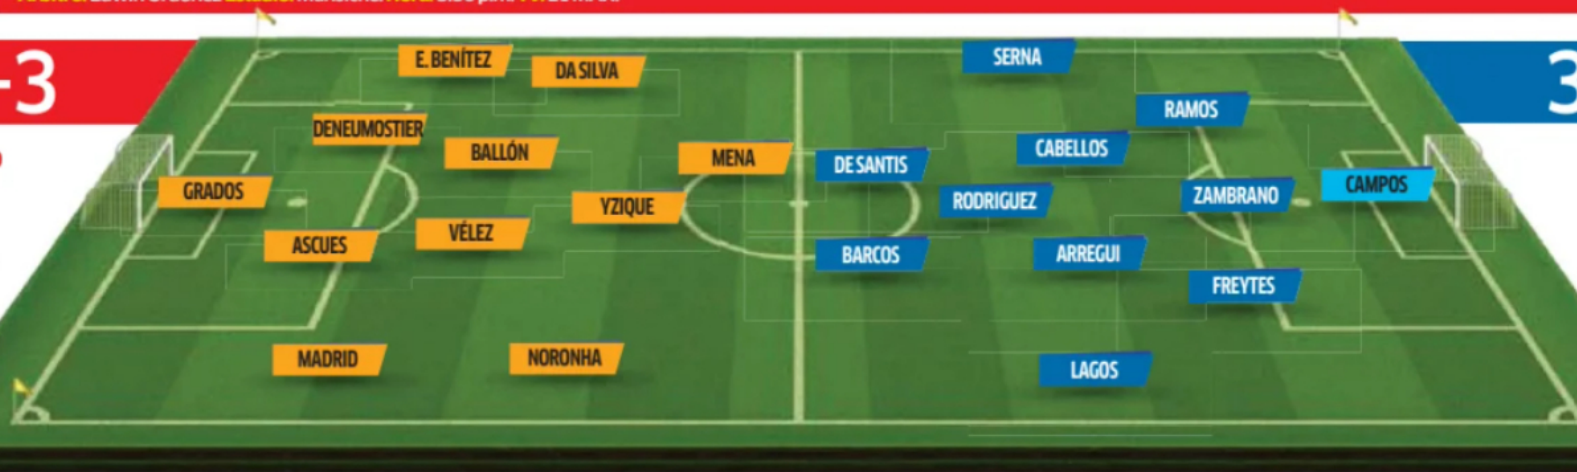 -3
3
E. BENÍTEZ
DA SILVA
SERNA
DENEUMOSTIER
BALLÓN
MENA
DE SANTIS
CABELLOS
RAMOS
GRADOS
YZIQUE
RODRIGUEZ
ZAMBRANO
CAMPOS
ASCUES
VÉLEZ
BARCOS
ARREGUI
FREYTES
MADRID
NORONHA
LAGOS